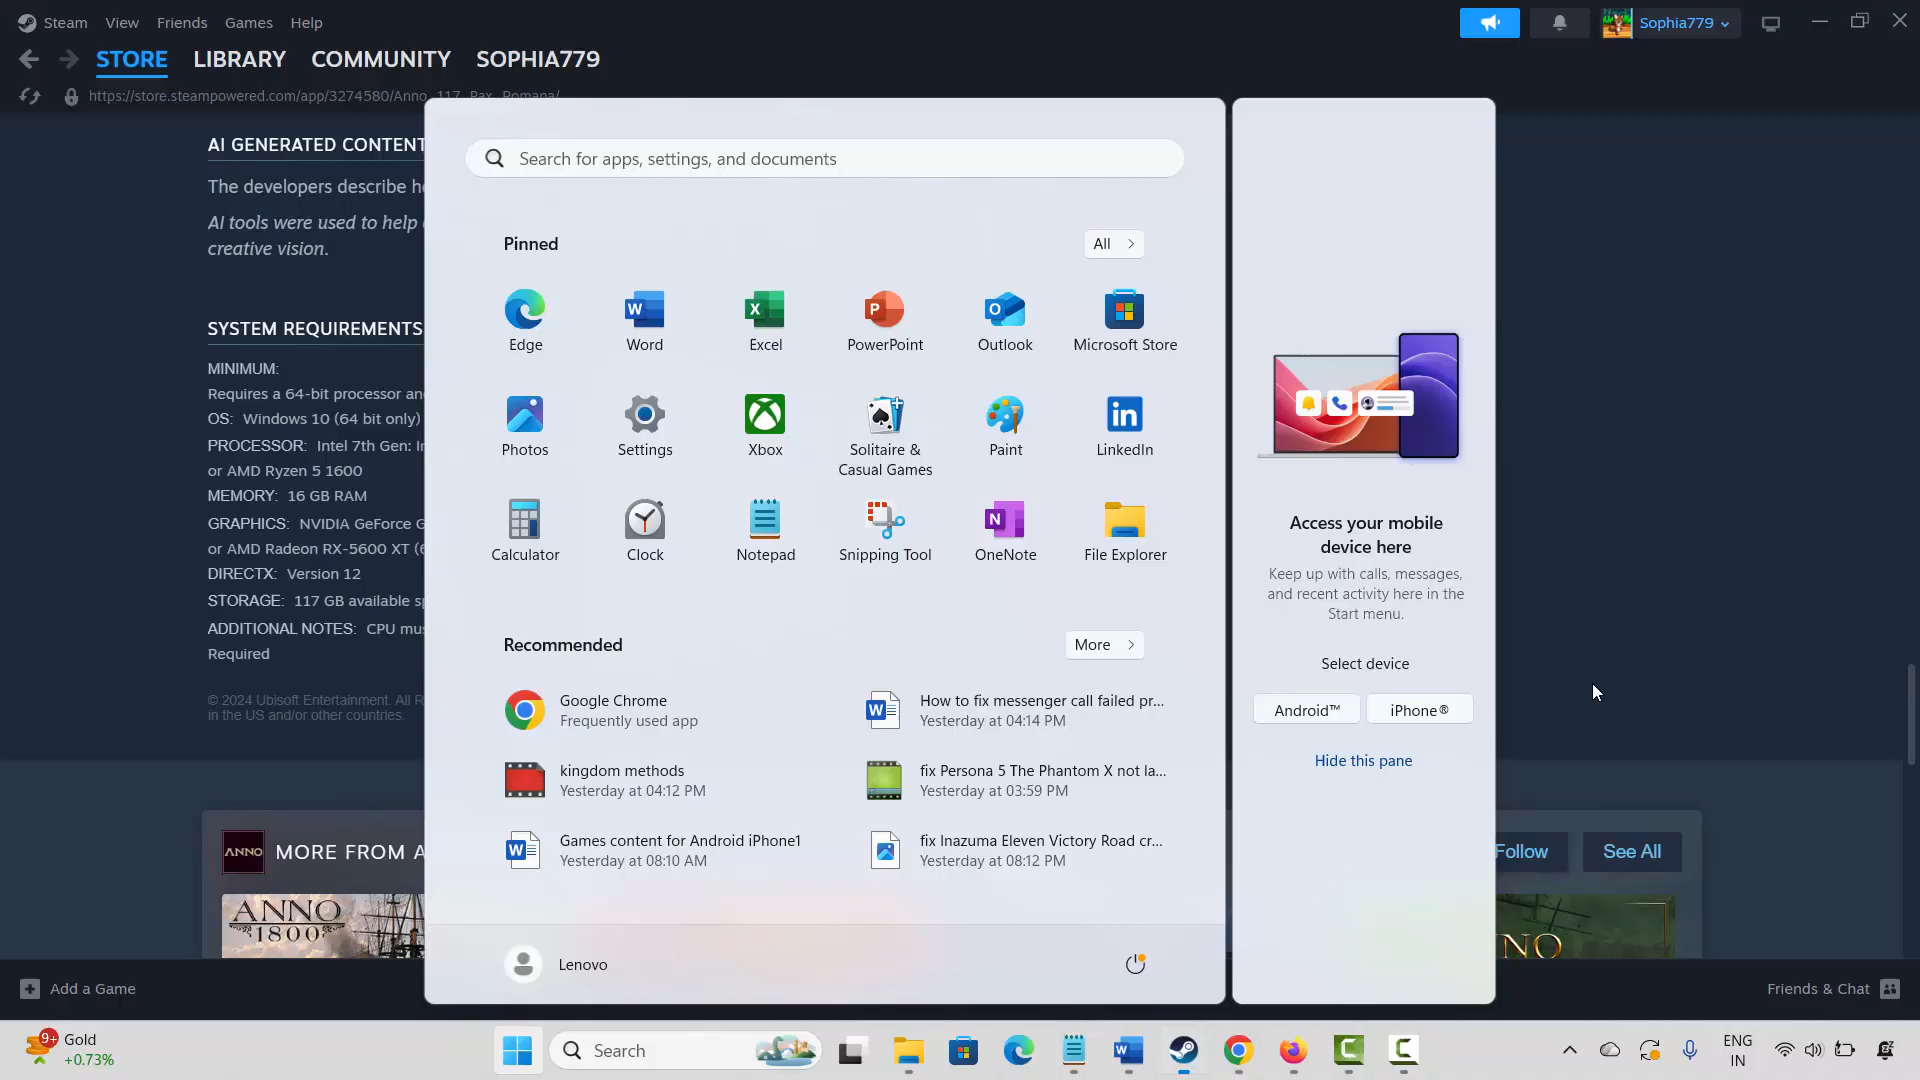 Steam View Friends Games Help
Sophia779
STORE LIBRARY COMMUNITY SOPHIA779
https://store.steampowered.com/app/3274580/Anno_117_Pax_Romana/
AI GENERATED CONTENT
The developers describe
AI tools were used to help
creative vision.
SYSTEM REQUIREMENTS
MINIMUM:
Requires a 64-bit processor
OS: Windows 10 (64 bit only)
PROCESSOR: Intel 7th Gen:
or AMD Ryzen 5 1600
MEMORY: 16 GB RAM
GRAPHICS: NVIDIA GeForce
or AMD Radeon RX-5600 XT
DIRECTX: Version 12
STORAGE: 117 GB available
ADDITIONAL NOTES: CPU
Required
© 2024 Ubisoft Entertainment. All
in the US and/or other countries.
ANNO
MORE FROM
ANNO
1800
Follow
See All
Add a Game
Friends & Chat
Search for apps, settings, and documents
Pinned
All
Edge Word Excel PowerPoint Outlook Microsoft Store
Photos Settings Xbox Solitaire & Paint LinkedIn
Casual Games
Calculator Clock Notepad Snipping Tool OneNote File Explorer
Recommended
More
Google Chrome
Frequently used app
How to fix messenger call failed pr...
Yesterday at 04:14 PM
kingdom methods
Yesterday at 04:12 PM
fix Persona 5 The Phantom X not la...
Yesterday at 03:59 PM
Games content for Android iPhone1
Yesterday at 08:10 AM
fix Inazuma Eleven Victory Road cr...
Yesterday at 08:12 PM
Lenovo
Access your mobile
device here
Keep up with calls, messages,
and recent activity here in the
Start menu.
Select device
Android™ iPhone®
Hide this pane
9+
Gold
+0.73%
Search
ENG
IN